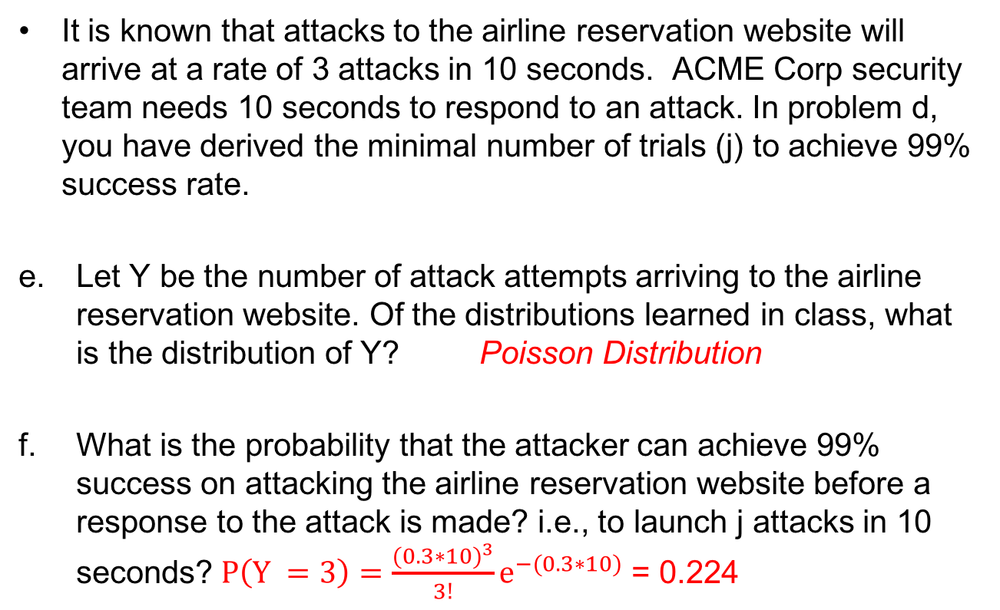 • It is known that attacks to the airline reservation website will
arrive at a rate of 3 attacks in 10 seconds.  ACME Corp security
team needs 10 seconds to respond to an attack. In problem d,
you have derived the minimal number of trials (j) to achieve 99%
success rate.
e. Let Y be the number of attack attempts arriving to the airline
reservation website. Of the distributions learned in class, what
is the distribution of Y? Poisson Distribution
f. What is the probability that the attacker can achieve 99%
success on attacking the airline reservation website before a
response to the attack is made? i.e., to launch j attacks in 10
seconds? P(Y = 3) = (0.3*10)³/3! e^−(0.3*10) = 0.224